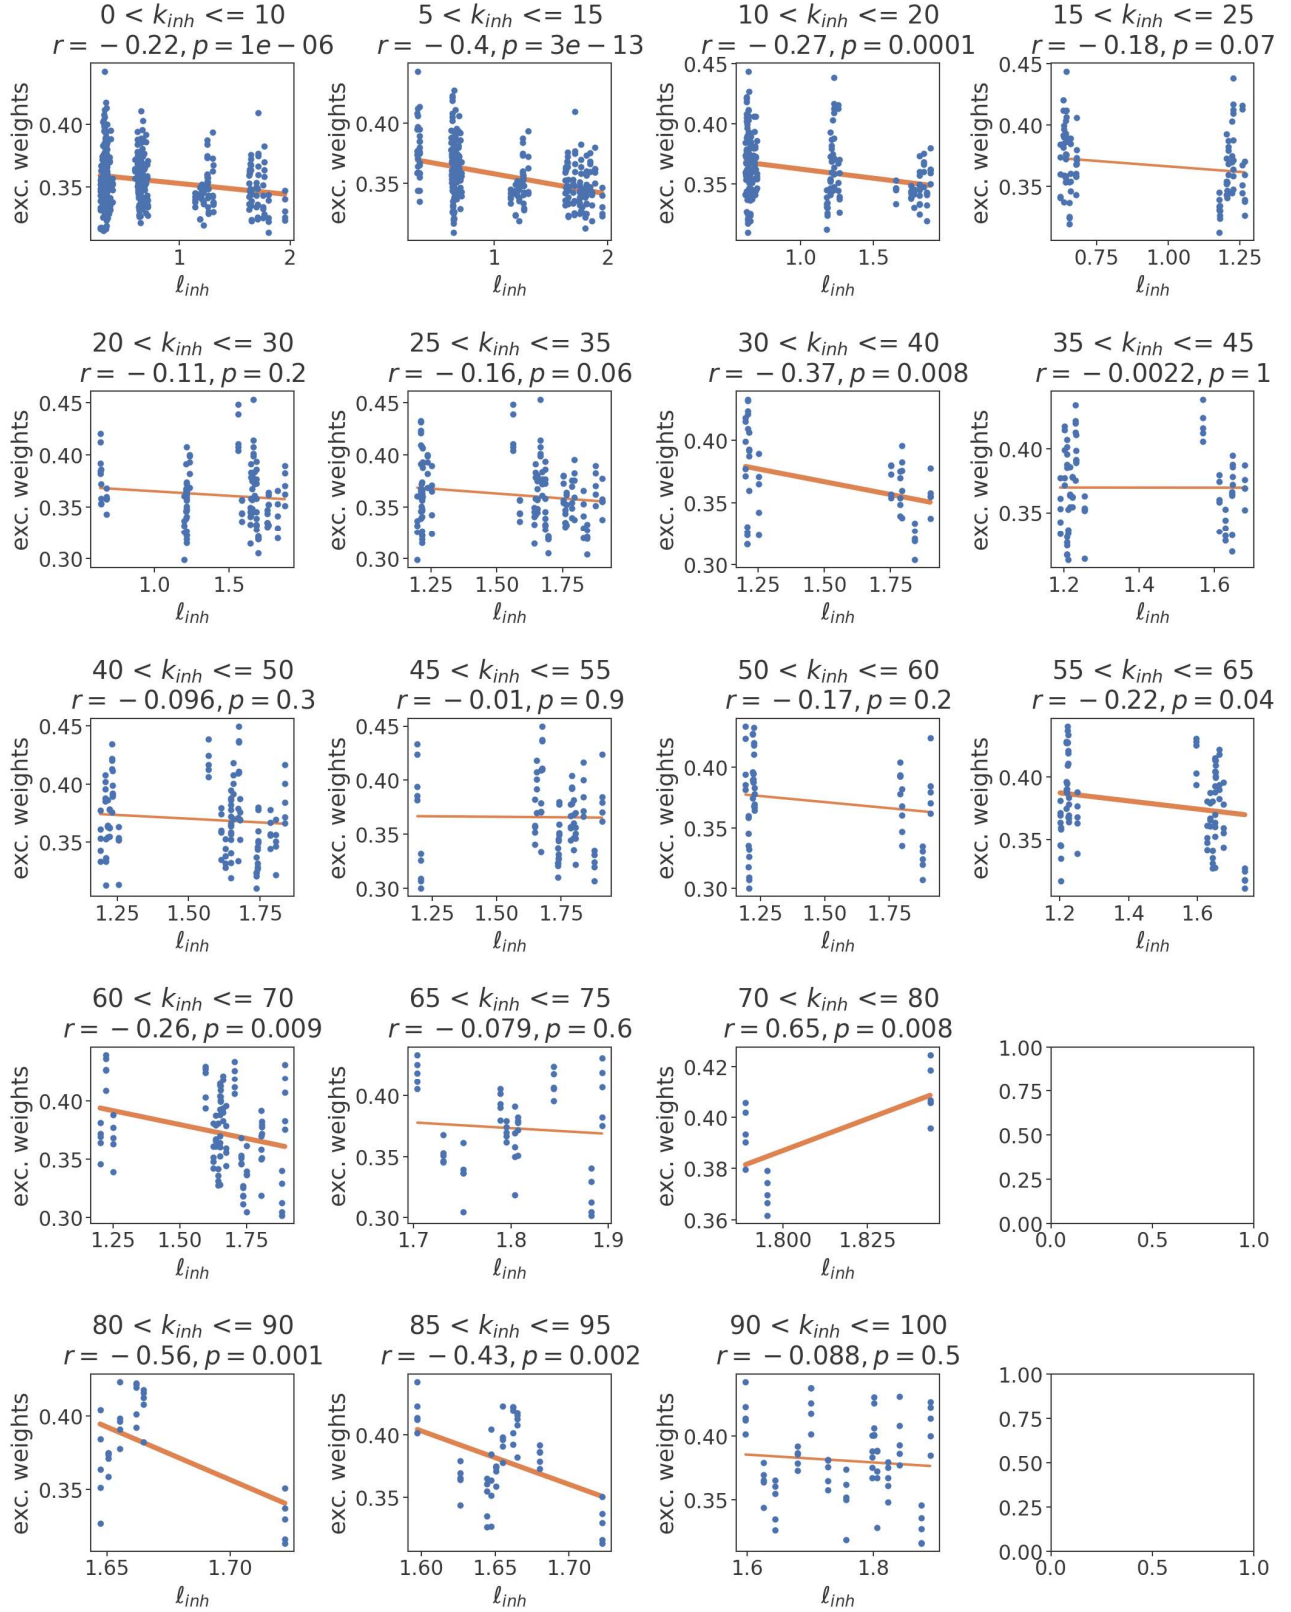 0 < k_inh <= 10
r = −0.22, p = 1e − 06
exc. weights
0.40
0.35
1
2
ℓ_inh
5 < k_inh <= 15
r = −0.4, p = 3e − 13
exc. weights
0.40
0.35
1
2
ℓ_inh
10 < k_inh <= 20
r = −0.27, p = 0.0001
exc. weights
0.45
0.40
0.35
1.0
1.5
ℓ_inh
15 < k_inh <= 25
r = −0.18, p = 0.07
exc. weights
0.45
0.40
0.35
0.75
1.00
1.25
ℓ_inh
20 < k_inh <= 30
r = −0.11, p = 0.2
exc. weights
0.45
0.40
0.35
0.30
1.0
1.5
ℓ_inh
25 < k_inh <= 35
r = −0.16, p = 0.06
exc. weights
0.45
0.40
0.35
0.30
1.25
1.50
1.75
ℓ_inh
30 < k_inh <= 40
r = −0.37, p = 0.008
exc. weights
0.40
0.35
0.30
1.25
1.50
1.75
ℓ_inh
35 < k_inh <= 45
r = −0.0022, p = 1
exc. weights
0.40
0.35
1.2
1.4
1.6
ℓ_inh
40 < k_inh <= 50
r = −0.096, p = 0.3
exc. weights
0.45
0.40
0.35
1.25
1.50
1.75
ℓ_inh
45 < k_inh <= 55
r = −0.01, p = 0.9
exc. weights
0.45
0.40
0.35
0.30
1.25
1.50
1.75
ℓ_inh
50 < k_inh <= 60
r = −0.17, p = 0.2
exc. weights
0.40
0.35
0.30
1.25
1.50
1.75
ℓ_inh
55 < k_inh <= 65
r = −0.22, p = 0.04
exc. weights
0.40
0.35
1.2
1.4
1.6
ℓ_inh
60 < k_inh <= 70
r = −0.26, p = 0.009
exc. weights
0.40
0.35
0.30
1.25
1.50
1.75
ℓ_inh
65 < k_inh <= 75
r = −0.079, p = 0.6
exc. weights
0.40
0.35
0.30
1.7
1.8
1.9
ℓ_inh
70 < k_inh <= 80
r = 0.65, p = 0.008
exc. weights
0.42
0.40
0.38
0.36
1.800
1.825
ℓ_inh
1.00
0.75
0.50
0.25
0.00
0.0
0.5
1.0
80 < k_inh <= 90
r = −0.56, p = 0.001
exc. weights
0.40
0.35
1.65
1.70
ℓ_inh
85 < k_inh <= 95
r = −0.43, p = 0.002
exc. weights
0.40
0.35
1.60
1.65
1.70
ℓ_inh
90 < k_inh <= 100
r = −0.088, p = 0.5
exc. weights
0.40
0.35
1.6
1.8
ℓ_inh
1.00
0.75
0.50
0.25
0.00
0.0
0.5
1.0